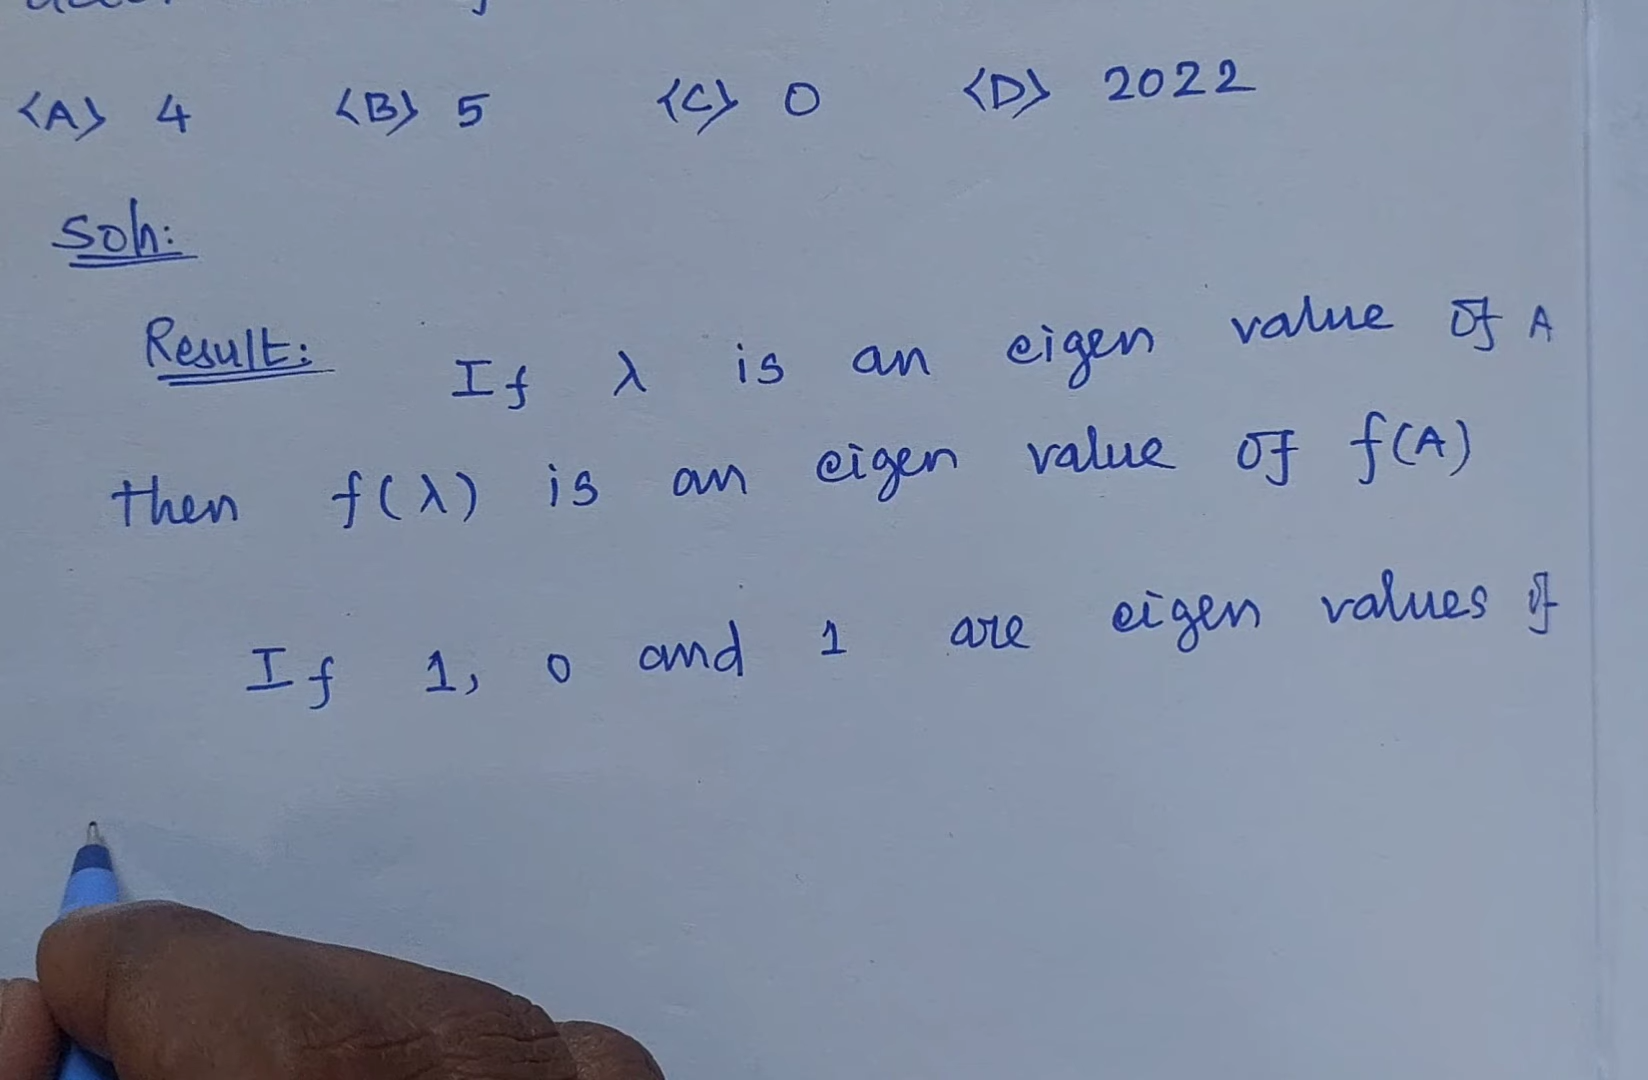 <A> 4 <B> 5 <C> 0 <D> 2022
Soln:
Result: If λ is an eigen value of A
then f(λ) is an eigen value of f(A)
If 1, 0 and 1 are eigen values of